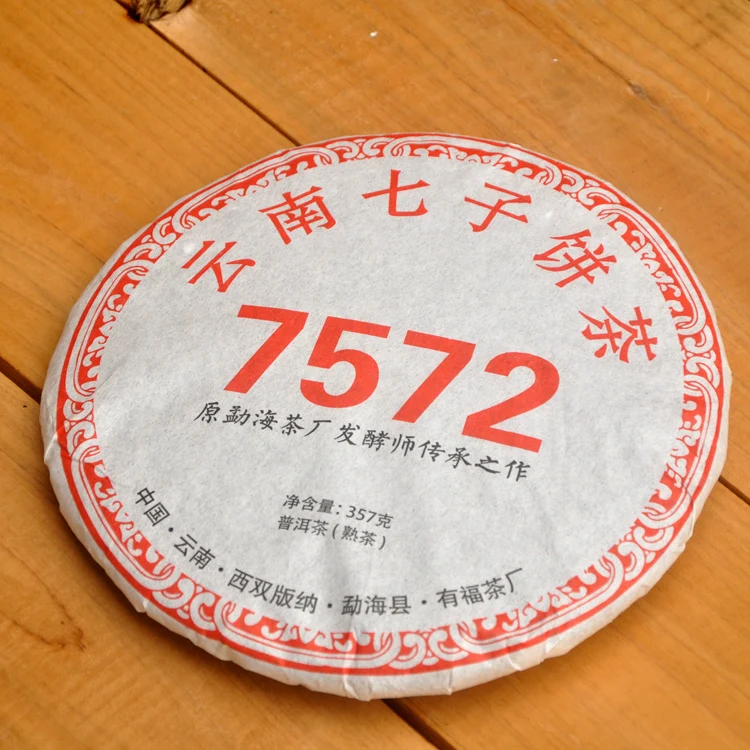 云南七子饼茶
7572
原勐海茶厂发酵师传承之作
净含量：357克
普洱茶(熟茶)
中国·云南·西双版纳·勐海县·有福茶厂